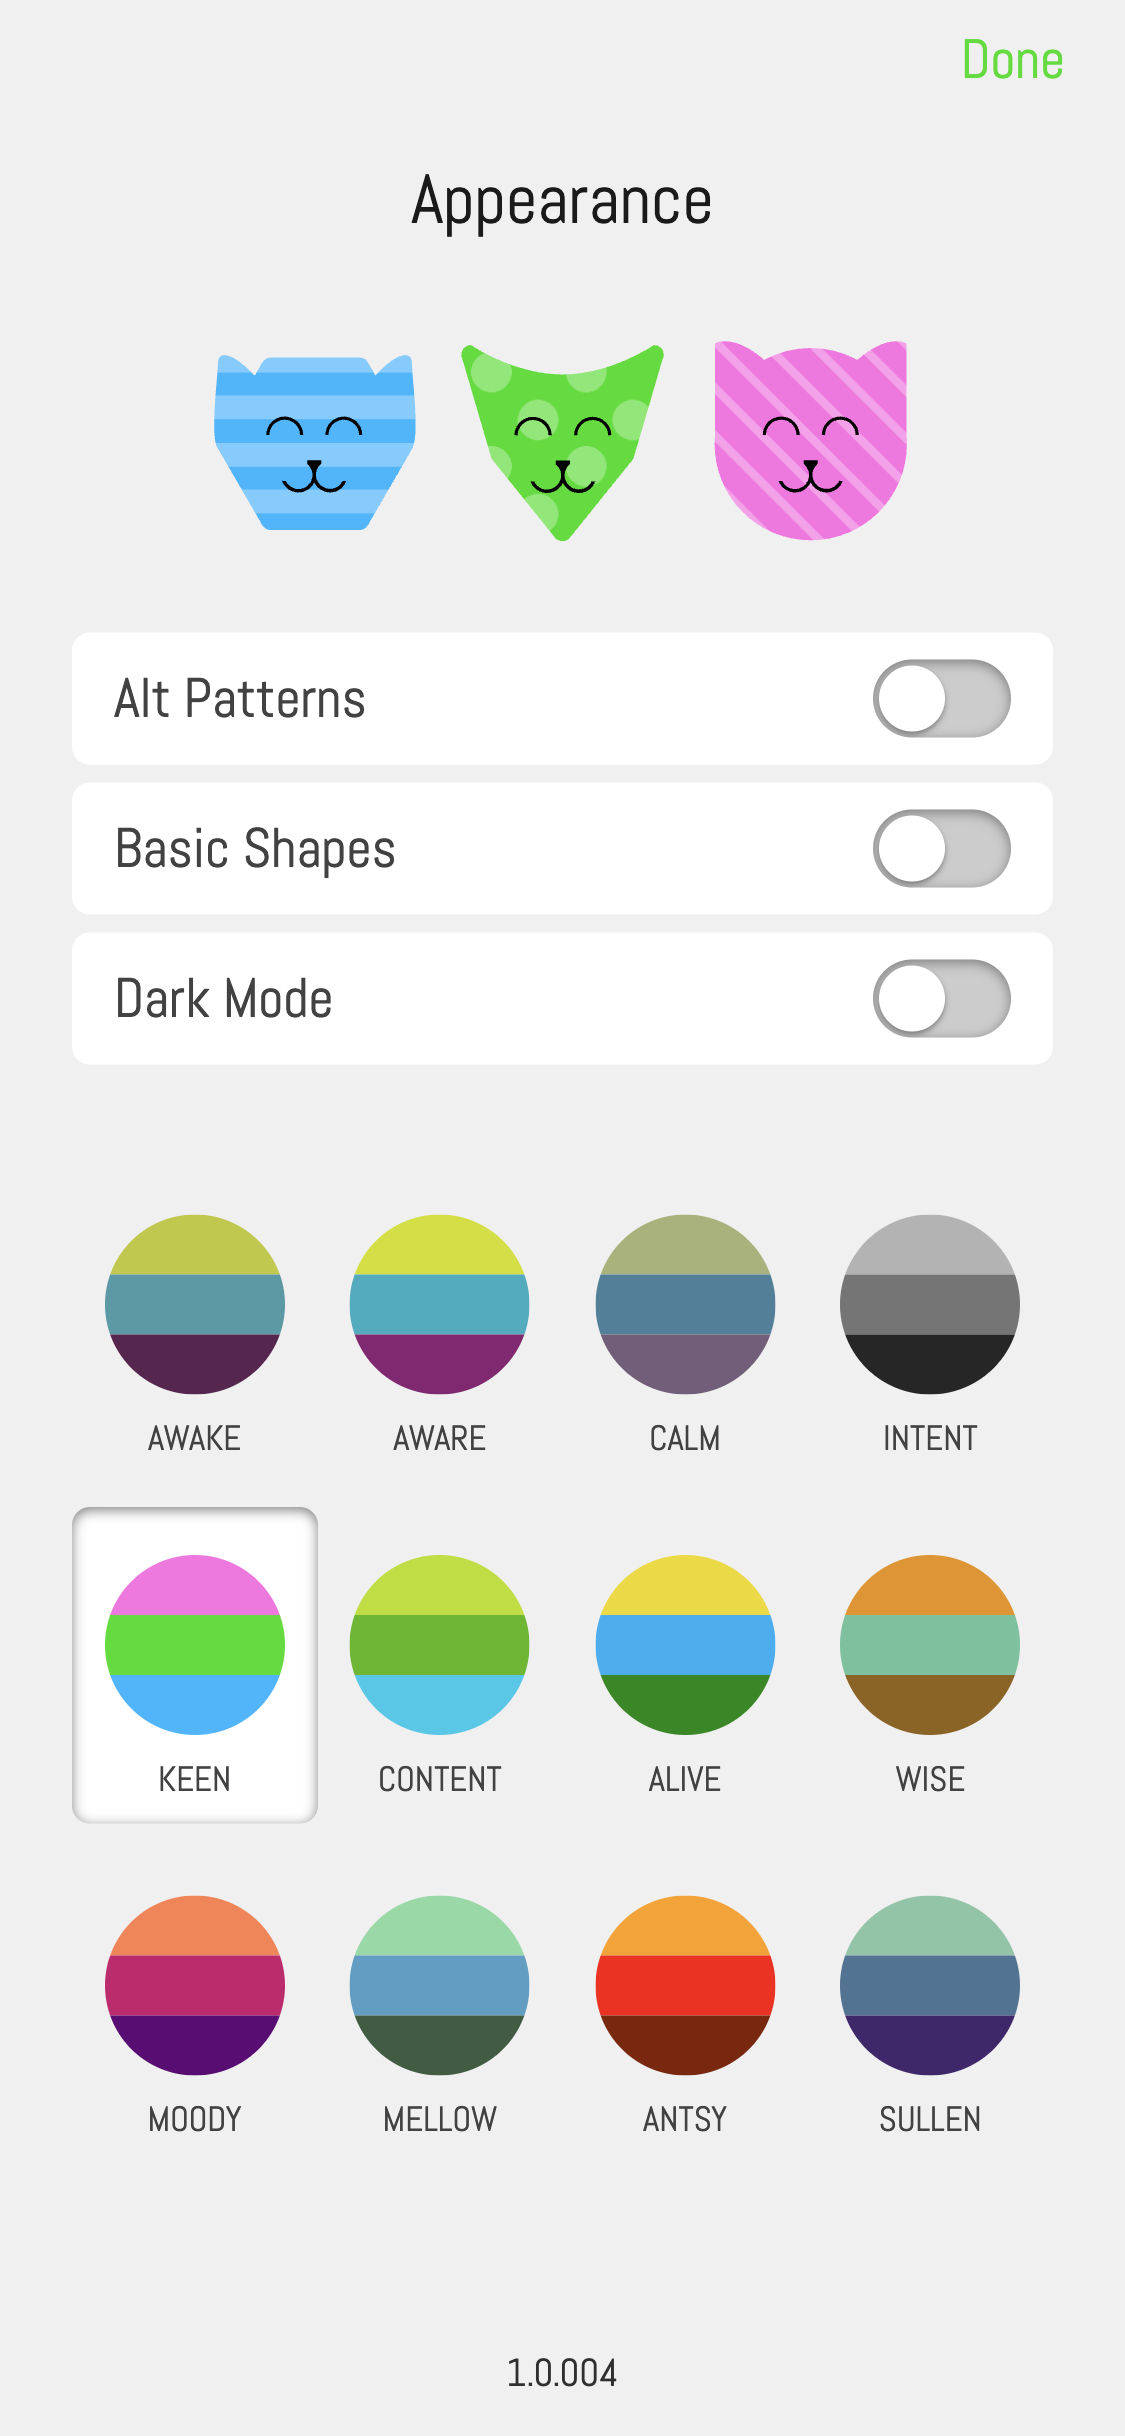 Done
Appearance
Alt Patterns
Basic Shapes
Dark Mode
AWAKE AWARE CALM INTENT
KEEN CONTENT ALIVE WISE
MOODY MELLOW ANTSY SULLEN
1.0.004